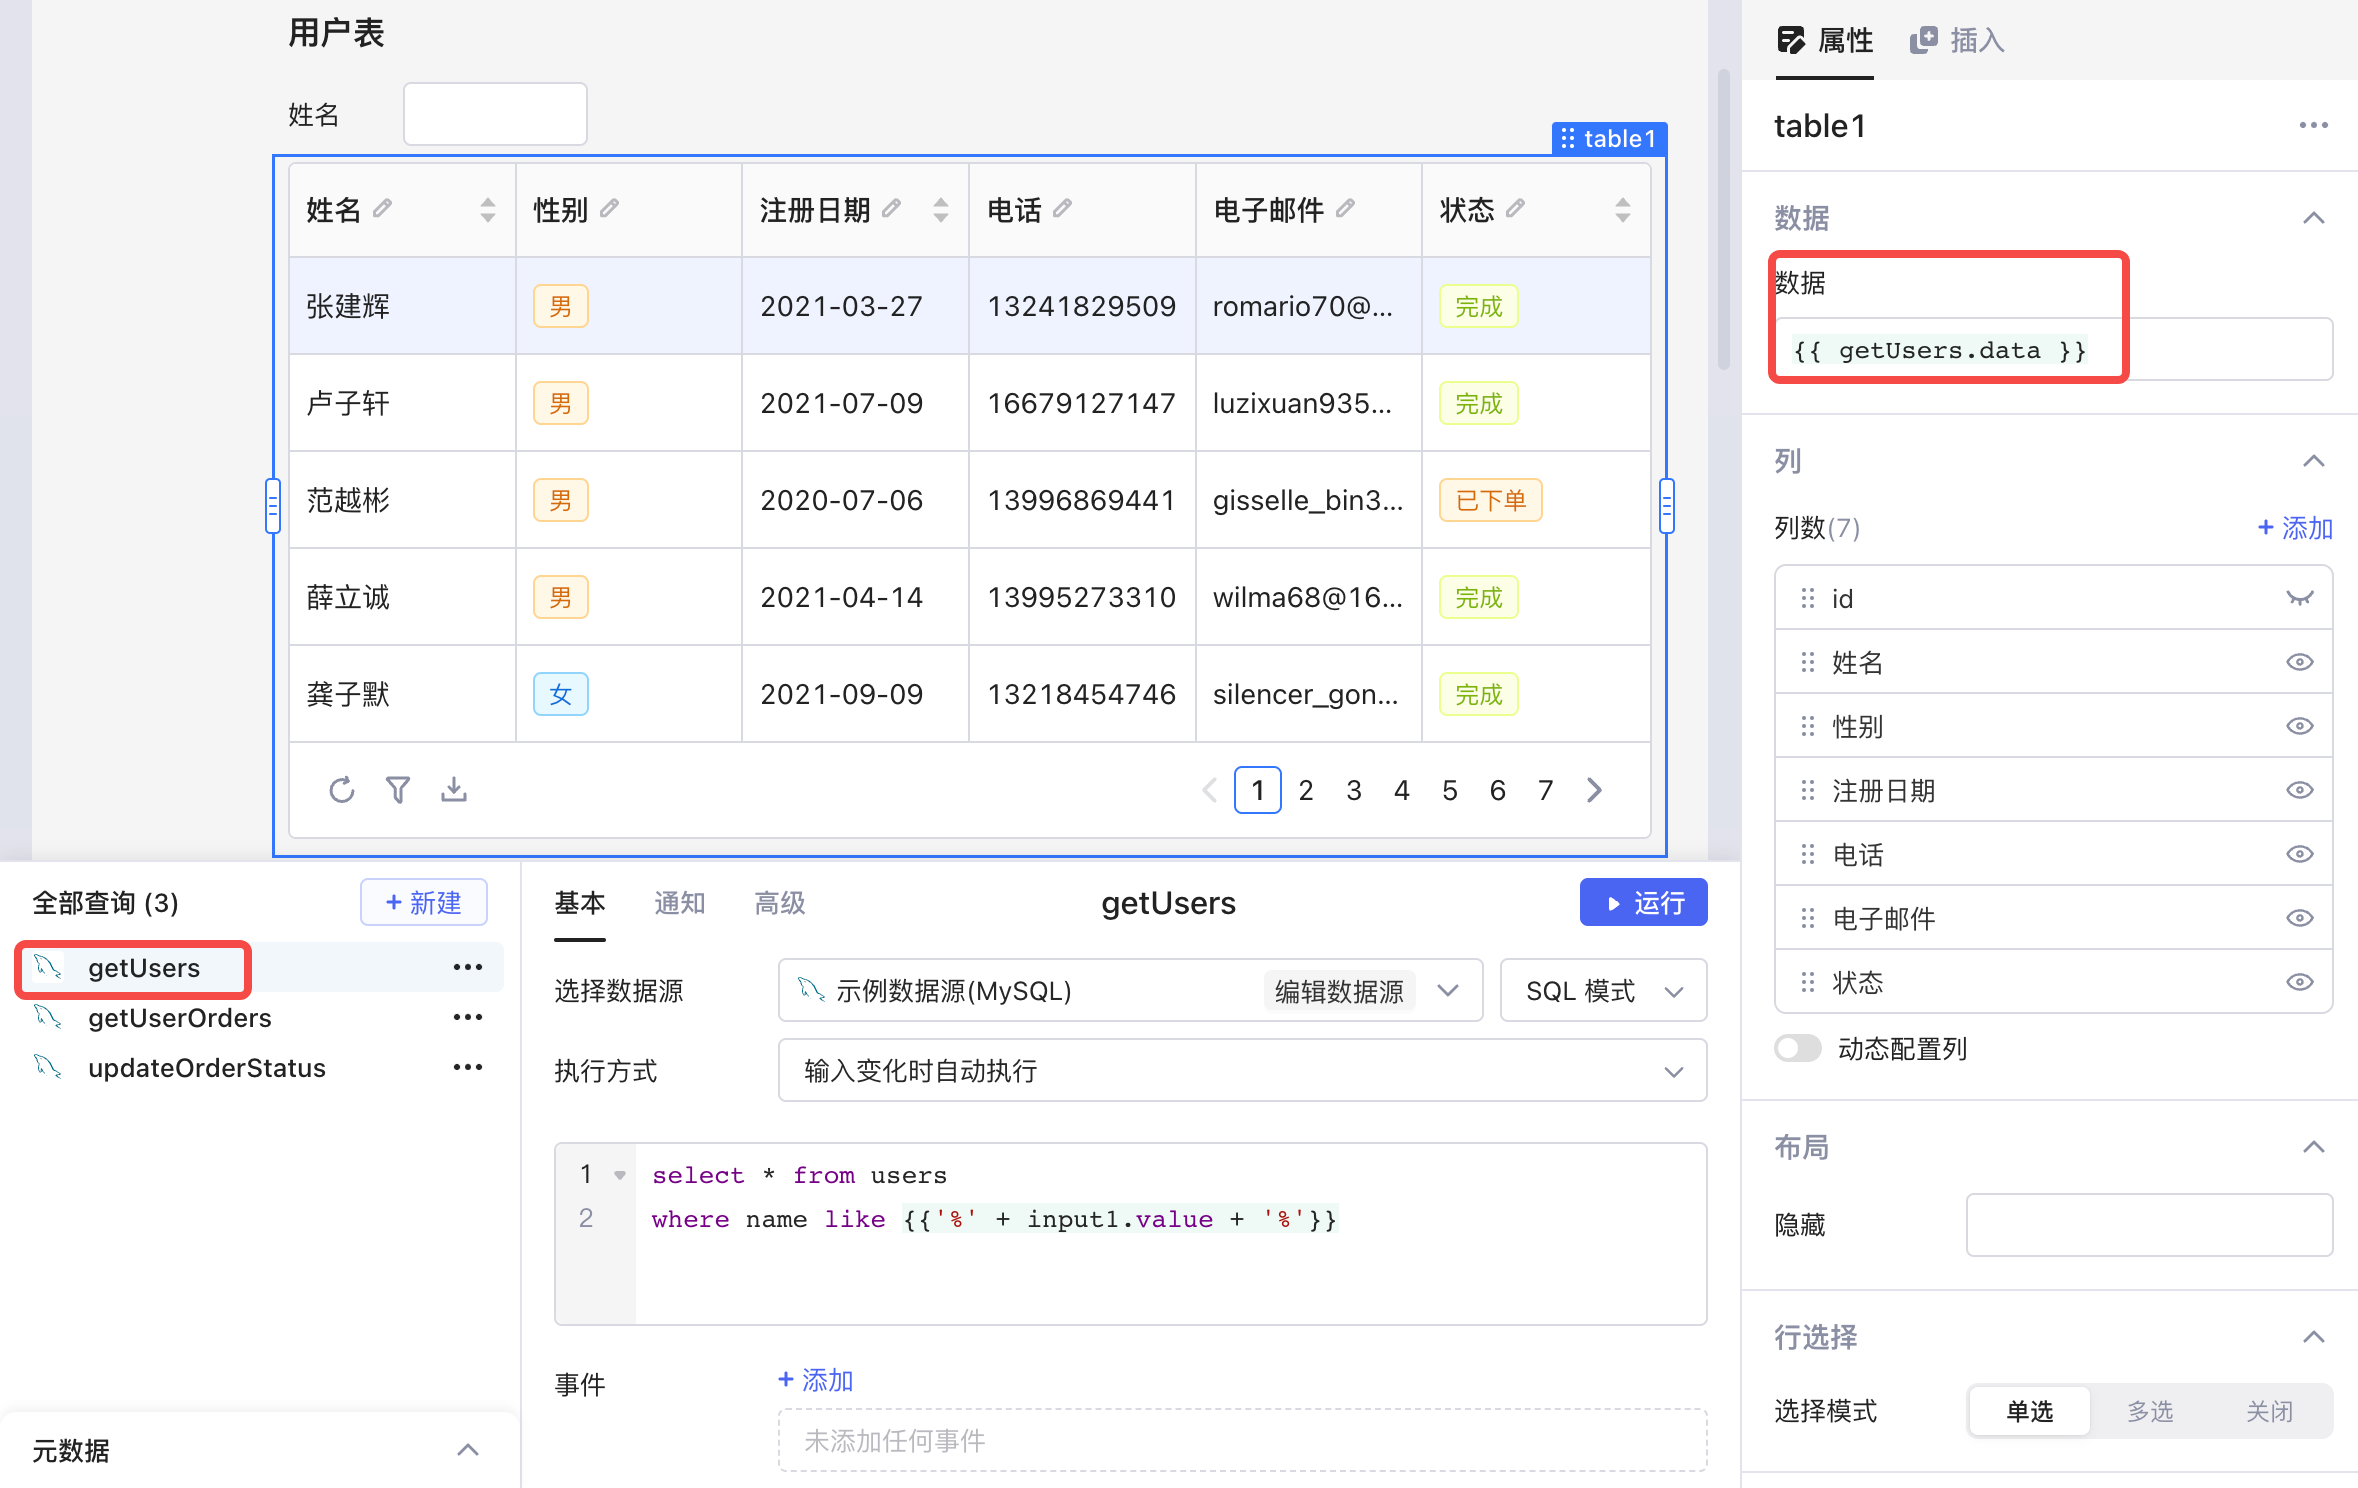 用户表
姓名
table1
姓名 性别 注册日期 电话 电子邮件 状态
张建辉 男 2021-03-27 13241829509 romario70@... 完成
卢子轩 男 2021-07-09 16679127147 luzixuan935... 完成
范越彬 男 2020-07-06 13996869441 gisselle_bin3... 已下单
薛立诚 男 2021-04-14 13995273310 wilma68@16... 完成
龚子默 女 2021-09-09 13218454746 silencer_gon... 完成
1 2 3 4 5 6 7
全部查询 (3) + 新建
getUsers
getUserOrders
updateOrderStatus
元数据
基本 通知 高级 getUsers 运行
选择数据源 示例数据源(MySQL) 编辑数据源 SQL 模式
执行方式 输入变化时自动执行
1 select * from users
2 where name like {{'%' + input1.value + '%'}}
事件 + 添加
未添加任何事件
属性 插入
table1
数据
数据
{{ getUsers.data }}
列
列数(7) + 添加
id
姓名
性别
注册日期
电话
电子邮件
状态
动态配置列
布局
隐藏
行选择
选择模式 单选 多选 关闭